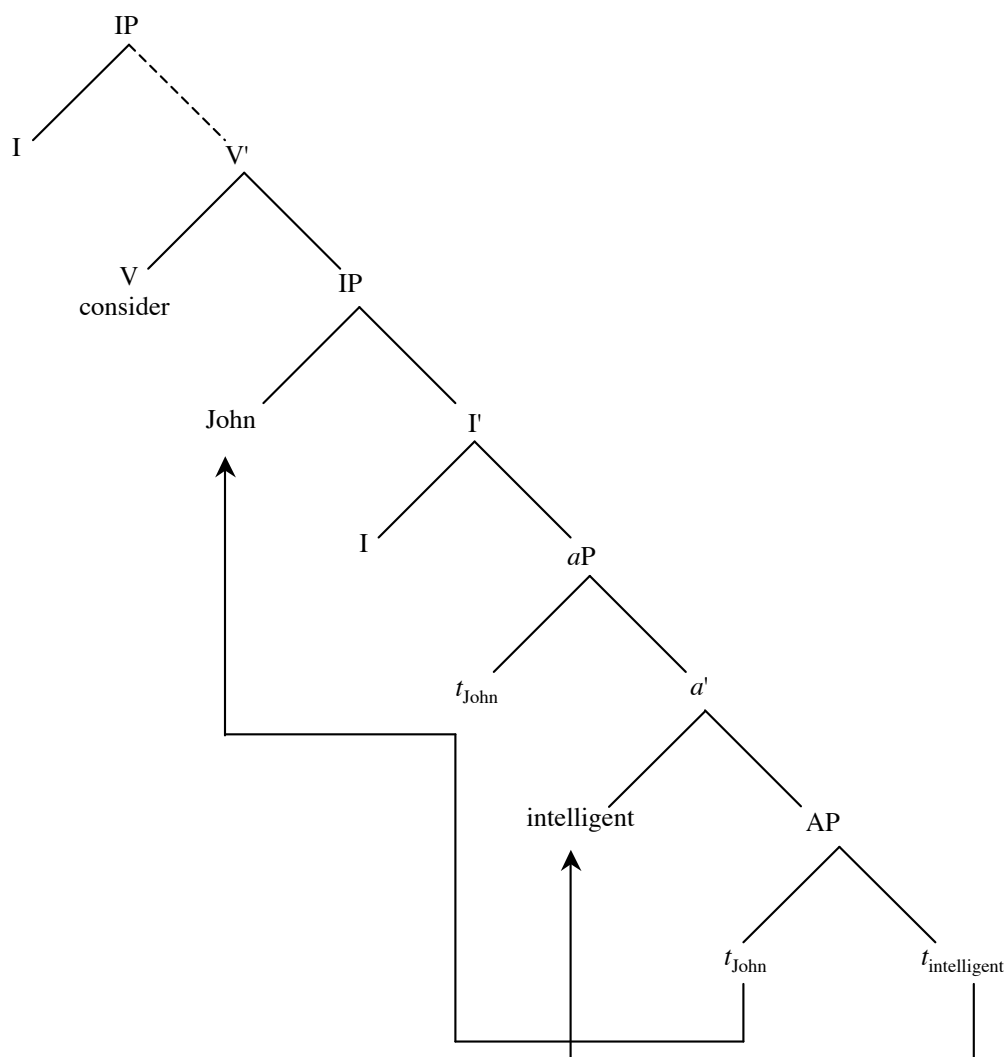 IP
I
V'
V
consider
IP
John
I'
I
aP
tJohn
a'
intelligent
AP
tJohn
tintelligent